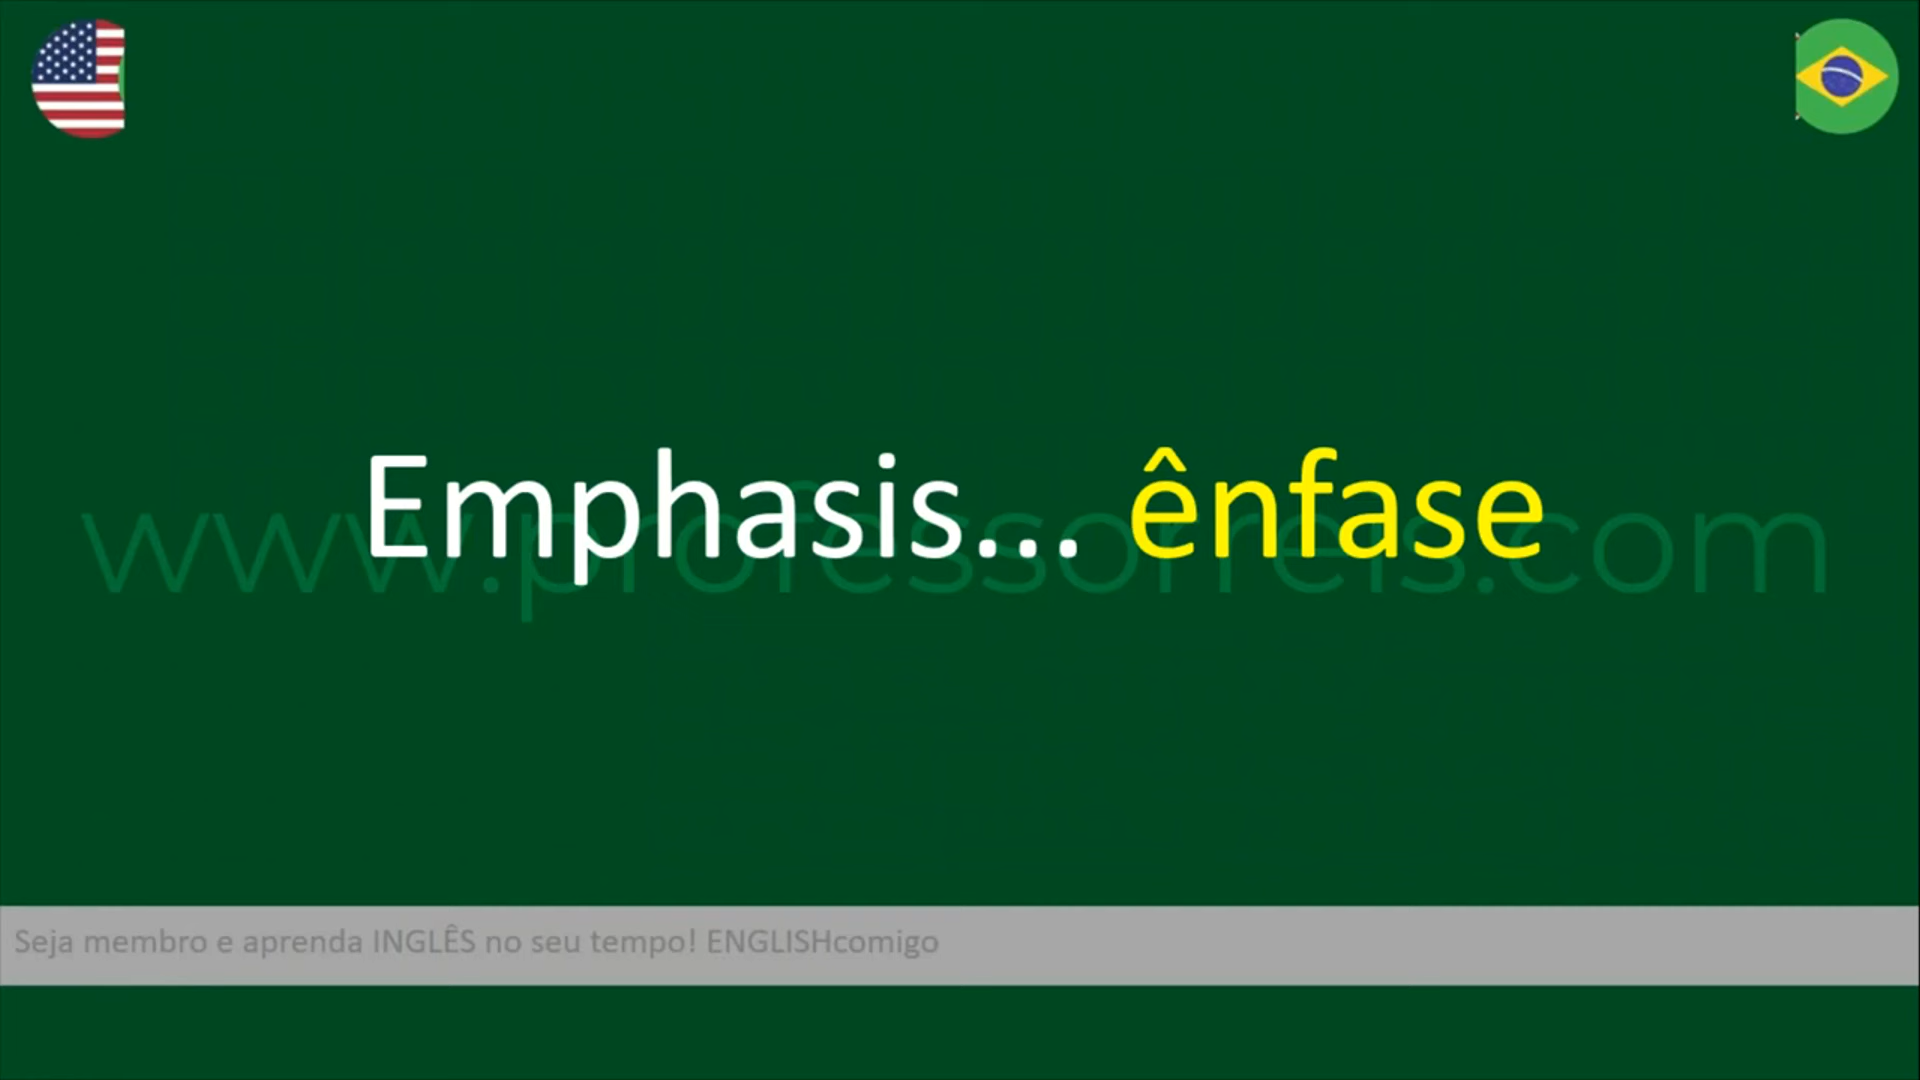 Emphasis... ênfase
www.professorreis.com
Seja membro e aprenda INGLÊS no seu tempo! ENGLISHcomigo